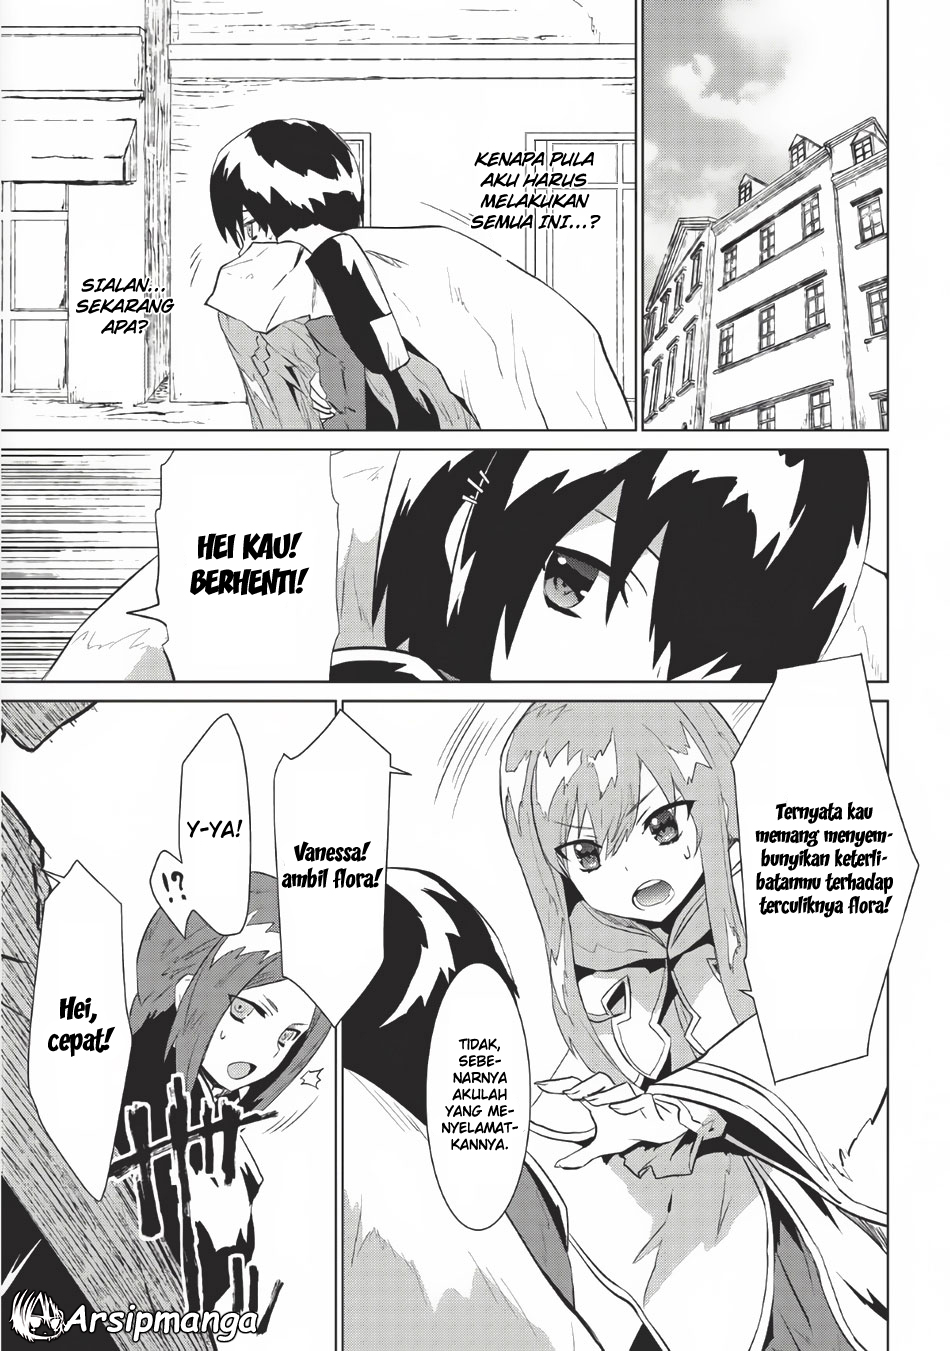 KENAPA PULA
AKU HARUS
MELAKUKAN
SEMUA INI...?
SIALAN...
SEKARANG
APA?
HEI KAU!
BERHENTI!
Ternyata kau
memang menyem-
bunyikan keterli-
batanmu terhadap
terculiknya flora!
TIDAK,
SEBE-
NARNYA
AKULAH
YANG ME-
NYELAMAT-
KANNYA.
Vanessa!
ambil flora!
Y-YA!
!?
Hei,
cepat!
Arsipmanga